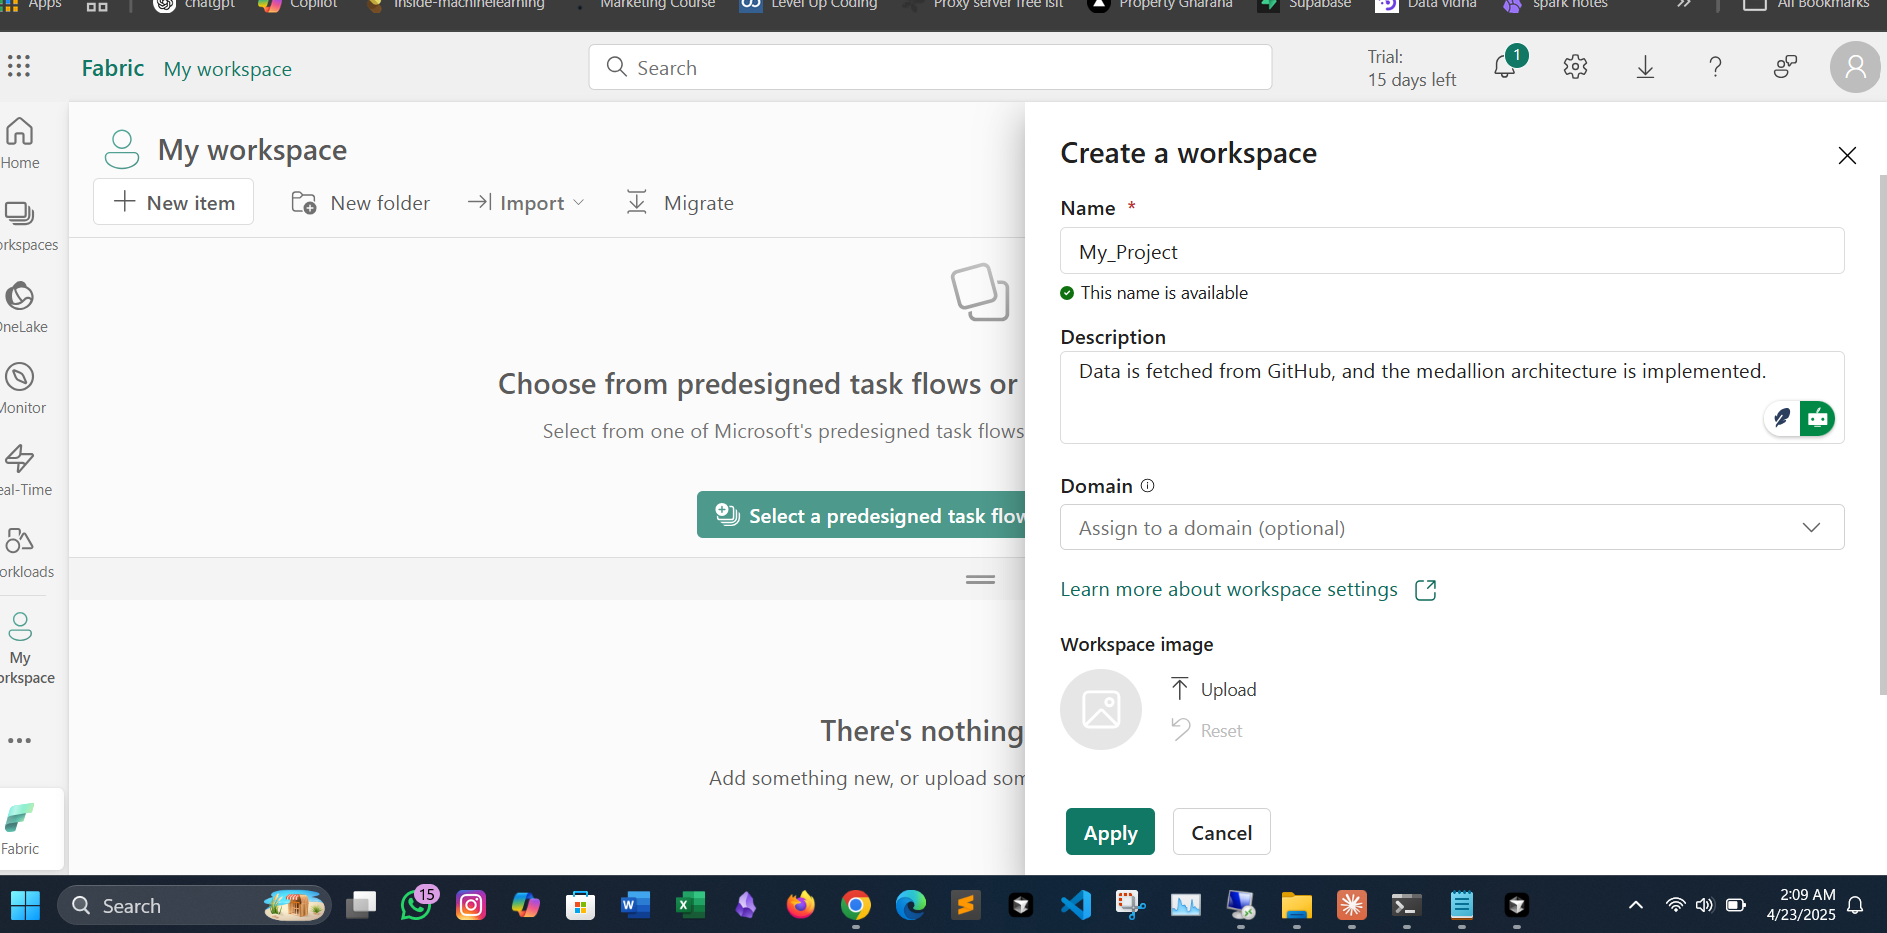 Apps
chatgpt
Copilot
inside-machinelearning
Marketing Course
Level Up Coding
Proxy server free list
Property Gharana
Supabase
Data Vidha
spark notes
All Bookmarks
Fabric My workspace
Search
Trial:
15 days left
1
Home
orkspaces
OneLake
Monitor
eal-Time
orkloads
My
orkspace
Fabric
My workspace
New item
New folder
Import
Migrate
Choose from predesigned task flows or
Select from one of Microsoft's predesigned task flows
Select a predesigned task flow
There's nothing
Add something new, or upload som
Create a workspace
Name *
My_Project
This name is available
Description
Data is fetched from GitHub, and the medallion architecture is implemented.
Domain
Assign to a domain (optional)
Learn more about workspace settings
Workspace image
Upload
Reset
Apply
Cancel
Search
15
2:09 AM
4/23/2025